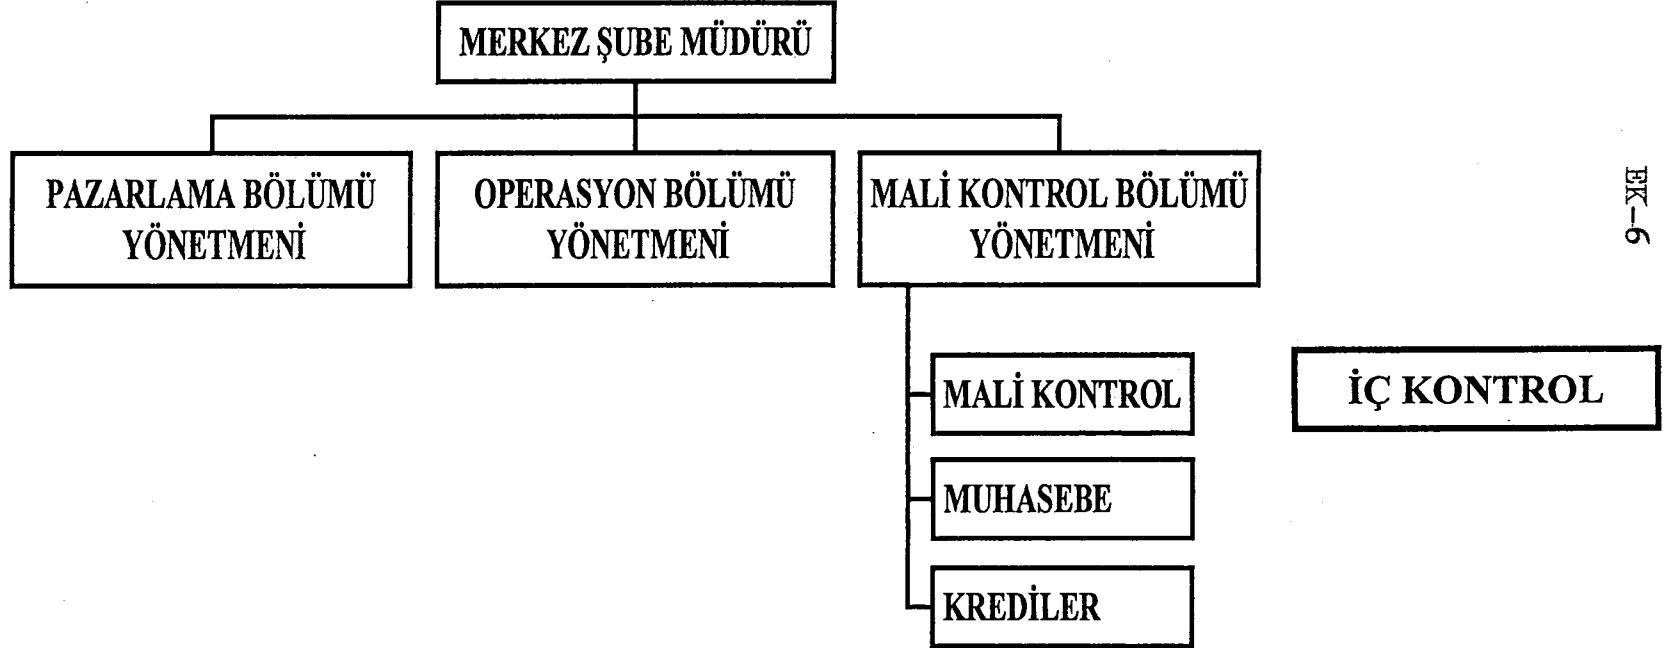 MERKEZ ŞUBE MÜDÜRÜ
PAZARLAMA BÖLÜMÜ
YÖNETMENİ
OPERASYON BÖLÜMÜ
YÖNETMENİ
MALİ KONTROL BÖLÜMÜ
YÖNETMENİ
EK-6
MALİ KONTROL
İÇ KONTROL
MUHASEBE
KREDİLER